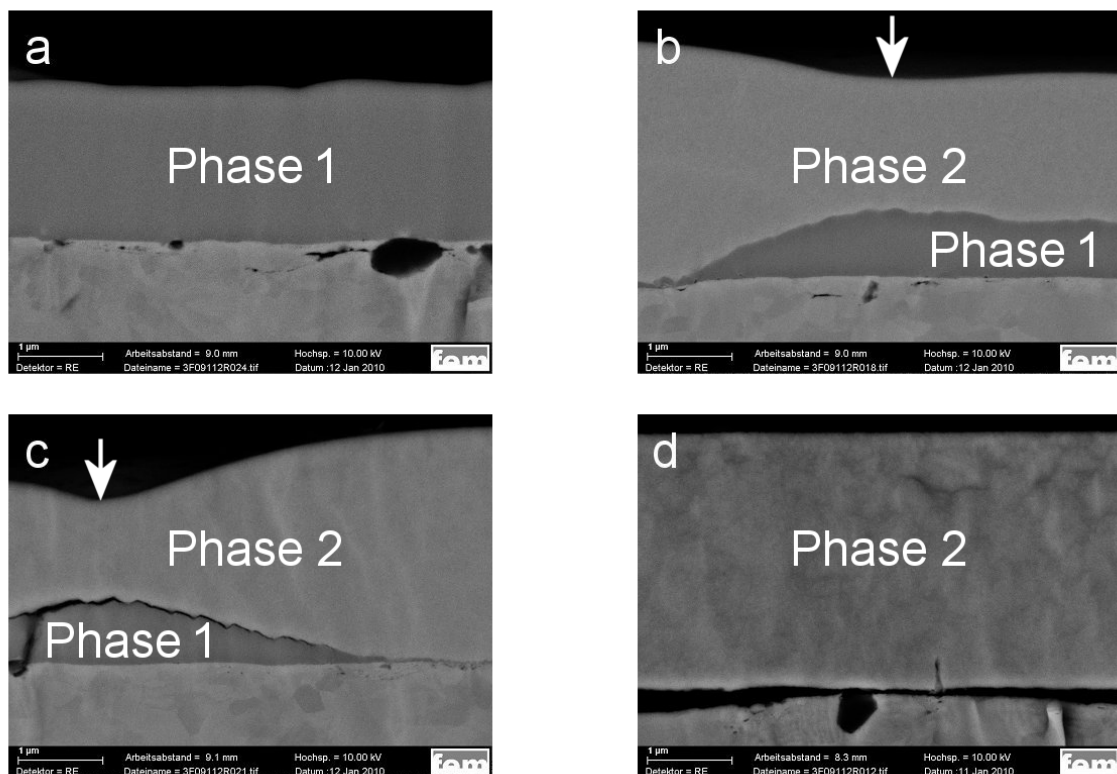 a
Phase 1
1 µm
Arbeitsabstand = 9.0 mm
Hochsp. = 10.00 kV
Detektor = RE
Dateiname = 3F09112R024.tif
Datum :12 Jan 2010
fem
b
Phase 2
Phase 1
1 µm
Arbeitsabstand = 9.0 mm
Hochsp. = 10.00 kV
Detektor = RE
Dateiname = 3F09112R018.tif
Datum :12 Jan 2010
fem
c
Phase 2
Phase 1
1 µm
Arbeitsabstand = 9.1 mm
Hochsp. = 10.00 kV
Detektor = RE
Dateiname = 3F09112R021.tif
Datum :12 Jan 2010
fem
d
Phase 2
1 µm
Arbeitsabstand = 8.3 mm
Hochsp. = 10.00 kV
Detektor = RE
Dateiname = 3F09112R012.tif
Datum :11 Jan 2010
fem